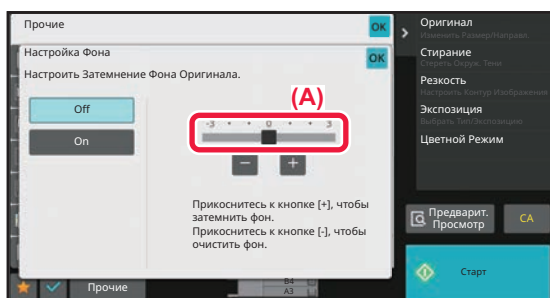 Прочие
OK
Настройка Фона
OK
Настроить Затемнение Фона Оригинала.
Off
On
(A)
-3 • • 0 • • 3
−
+
Прикоснитесь к кнопке [+], чтобы
затемнить фон.
Прикоснитесь к кнопке [-], чтобы
очистить фон.
Прочие
B4
A3
Оригинал
Изменить Размер/Направл.
Стирание
Стереть Окруж. Тени
Резкость
Настроить Контур Изображения
Экспозиция
Выбрать Тип/Экспозицию
Цветной Режим
Предварит.
Просмотр
CA
Старт